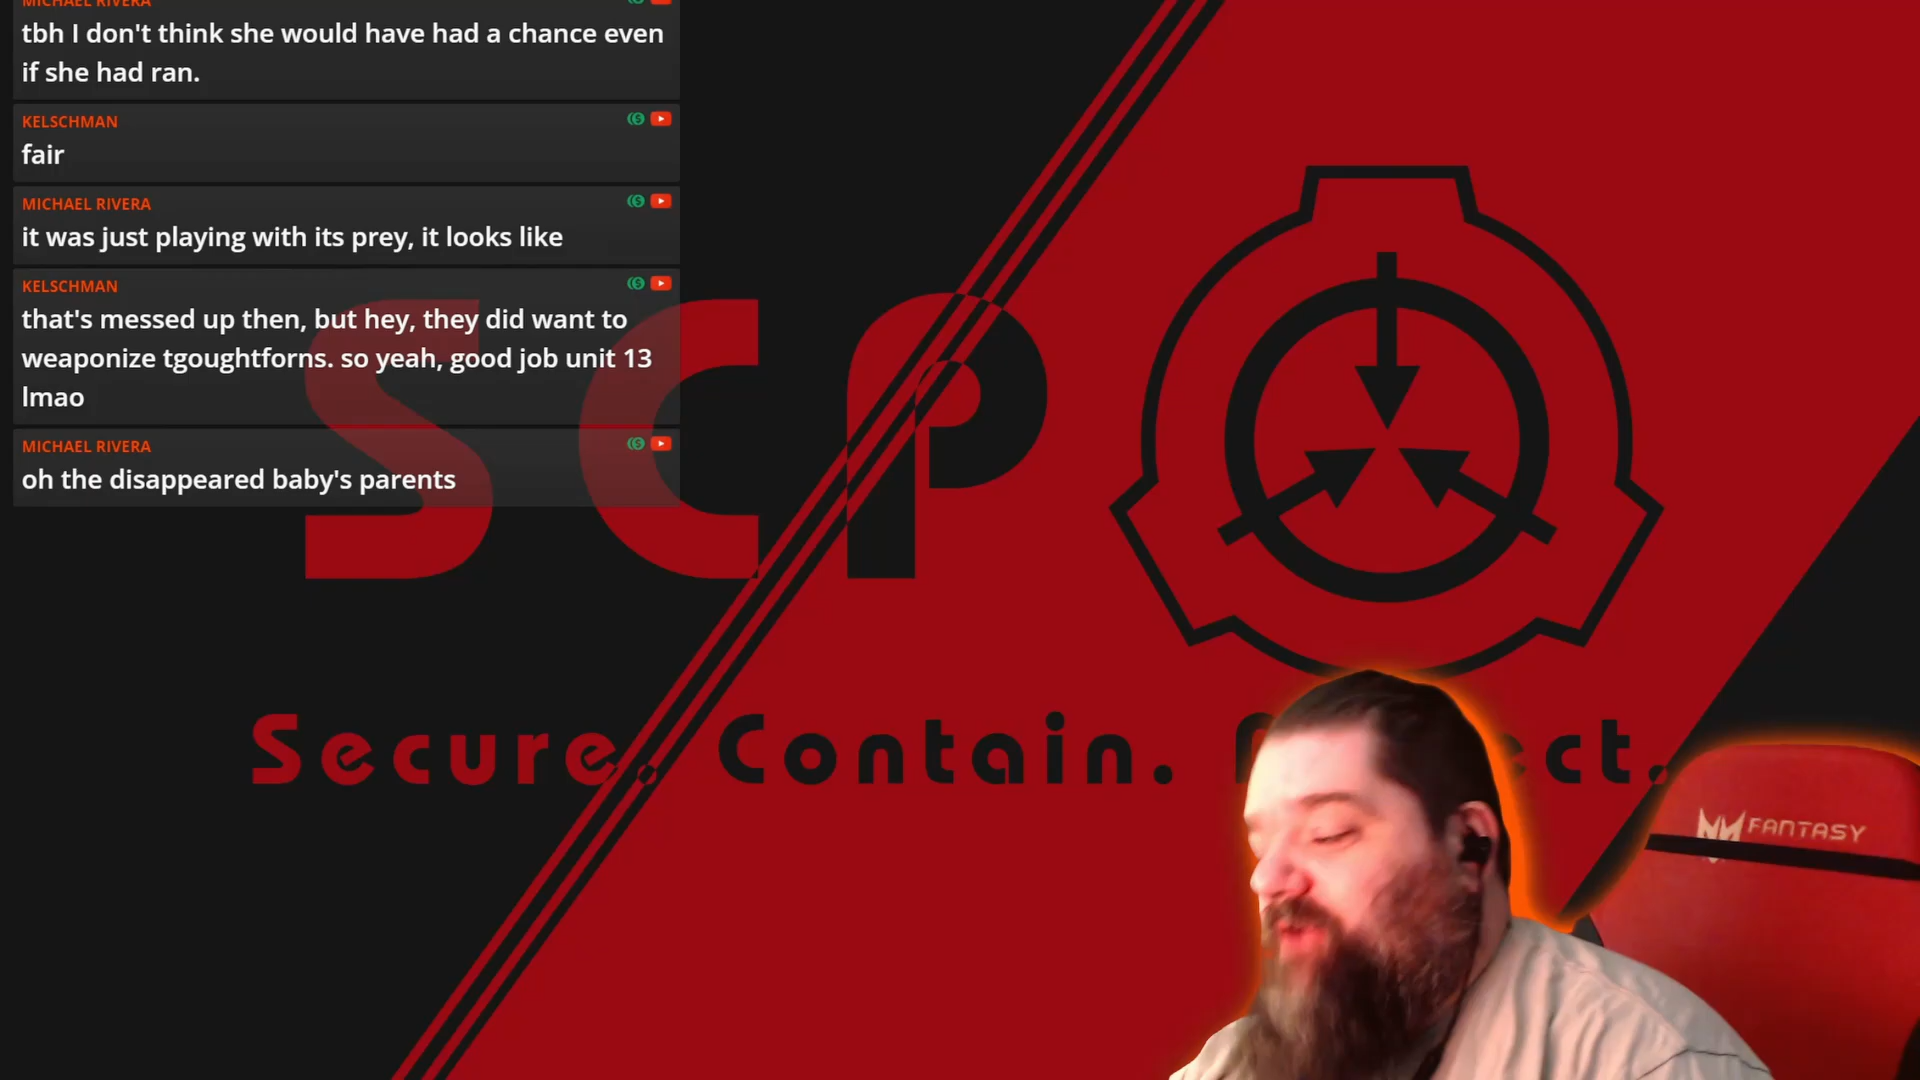 MICHAEL RIVERA
tbh I don't think she would have had a chance even
if she had ran.
KELSCHMAN
fair
MICHAEL RIVERA
it was just playing with its prey, it looks like
KELSCHMAN
that's messed up then, but hey, they did want to
weaponize tgoughtforns. so yeah, good job unit 13
lmao
MICHAEL RIVERA
oh the disappeared baby's parents
SCP
Secure. Contain.
FANTASY